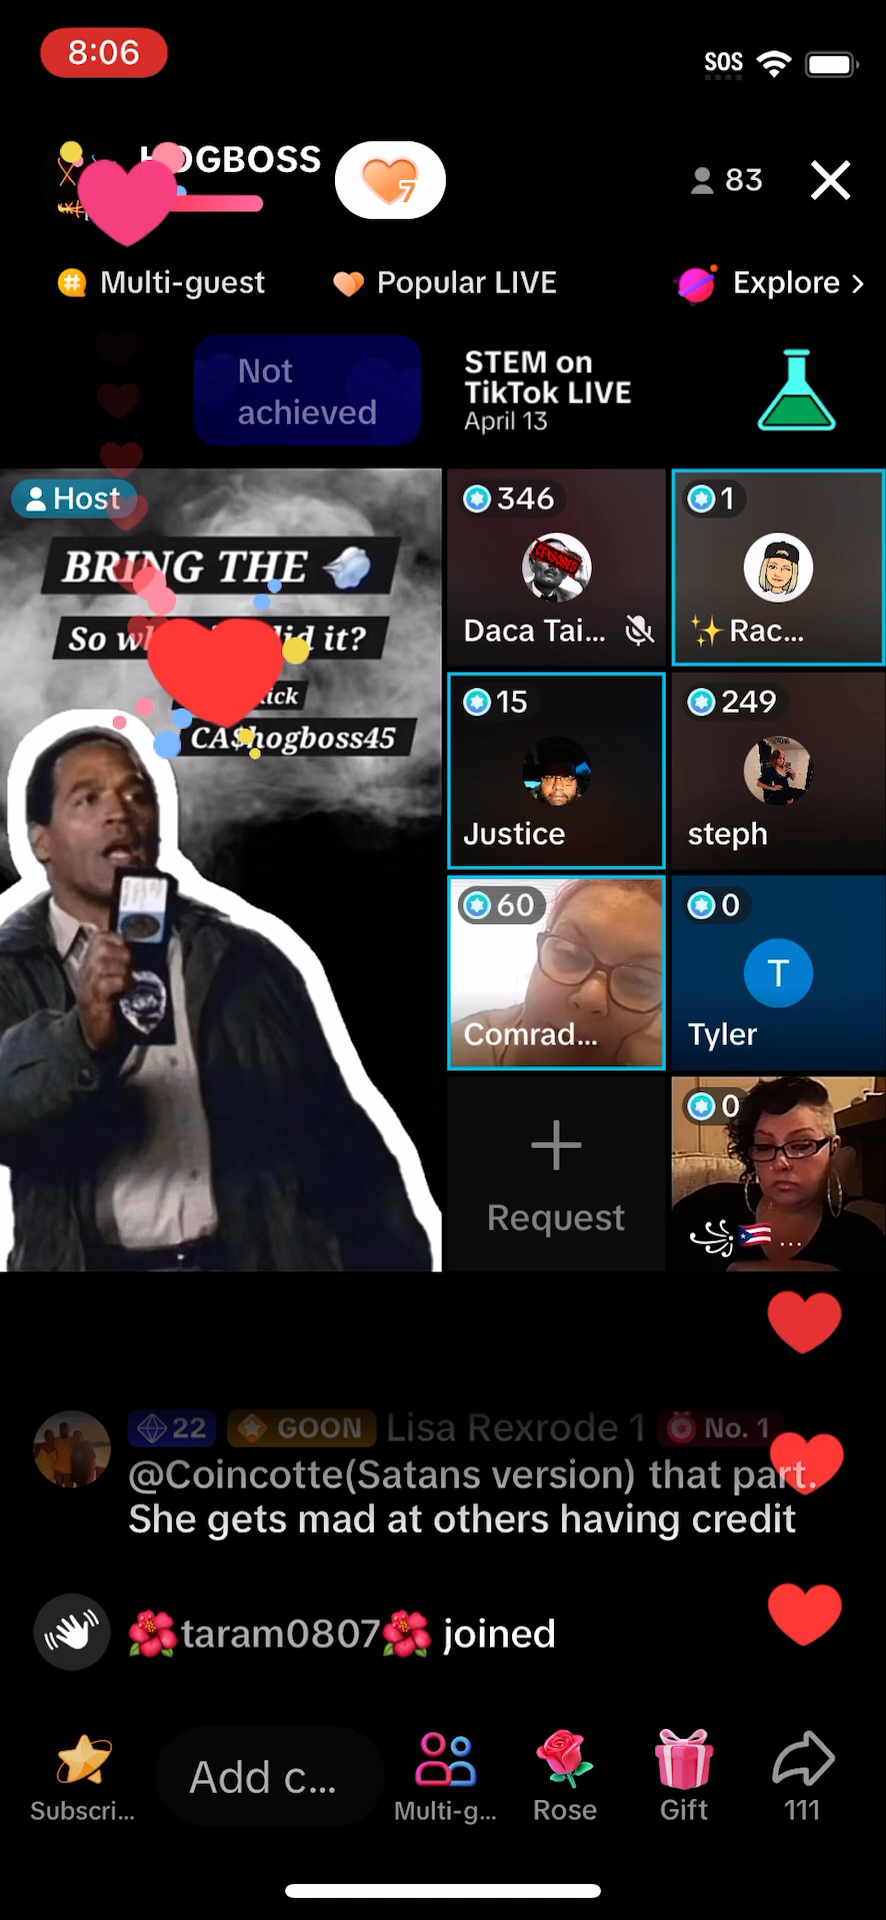 8:06
SOS
HOGBOSS
7
83
Multi-guest
Popular LIVE
Explore >
Not
achieved
STEM on
TikTok LIVE
April 13
Host
BRING THE
So did it?
CA$hogboss45
346
CENSORED
Daca Tai...
1
Rac...
15
Justice
249
steph
60
Comrad...
0
T
Tyler
Request
0
...
22 GOON Lisa Rexrode 1 No. 1
@Coincotte(Satans version) that part.
She gets mad at others having credit
taram0807 joined
Add c...
Subscri...
Multi-g...
Rose
Gift
111